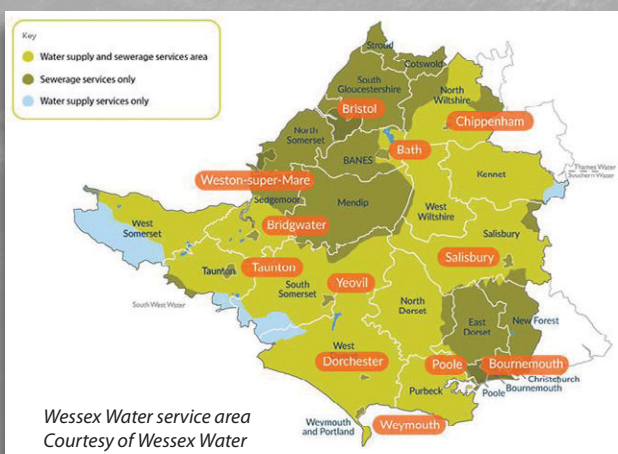 Key
Water supply and sewerage services area
Sewerage services only
Water supply services only
Stroud
Cotswold
South
Gloucestershire
North
Wiltshire
Bristol
Chippenham
North
Somerset
BANES
Bath
Thames Water
Southern Water
Kennet
Weston-super-Mare
Sedgemoor
Mendip
West
Wiltshire
West
Somerset
Bridgwater
Salisbury
Salisbury
Taunton
Taunton
South West Water
South
Somerset
Yeovil
North
Dorset
East
Dorset
New Forest
West
Dorchester
Poole
Bournemouth
Christchurch
Bournemouth
Poole
Purbeck
Weymouth
and Portland
Weymouth
Wessex Water service area
Courtesy of Wessex Water